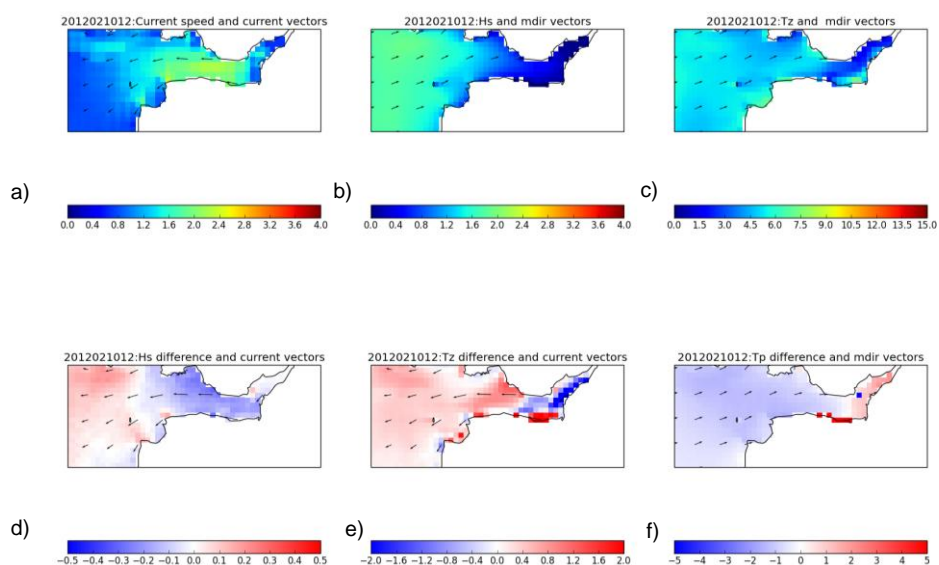 2012021012:Current speed and current vectors
2012021012:Hs and mdir vectors
2012021012:Tz and mdir vectors
a)
b)
c)
0.0 0.4 0.8 1.2 1.6 2.0 2.4 2.8 3.2 3.6 4.0
0.0 0.4 0.8 1.2 1.6 2.0 2.4 2.8 3.2 3.6 4.0
0.0 1.5 3.0 4.5 6.0 7.5 9.0 10.5 12.0 13.5 15.0
2012021012:Hs difference and current vectors
2012021012:Tz difference and current vectors
2012021012:Tp difference and mdir vectors
d)
e)
f)
−0.5 −0.4 −0.3 −0.2 −0.1 0.0 0.1 0.2 0.3 0.4 0.5
−2.0 −1.6 −1.2 −0.8 −0.4 0.0 0.4 0.8 1.2 1.6 2.0
−5 −4 −3 −2 −1 0 1 2 3 4 5